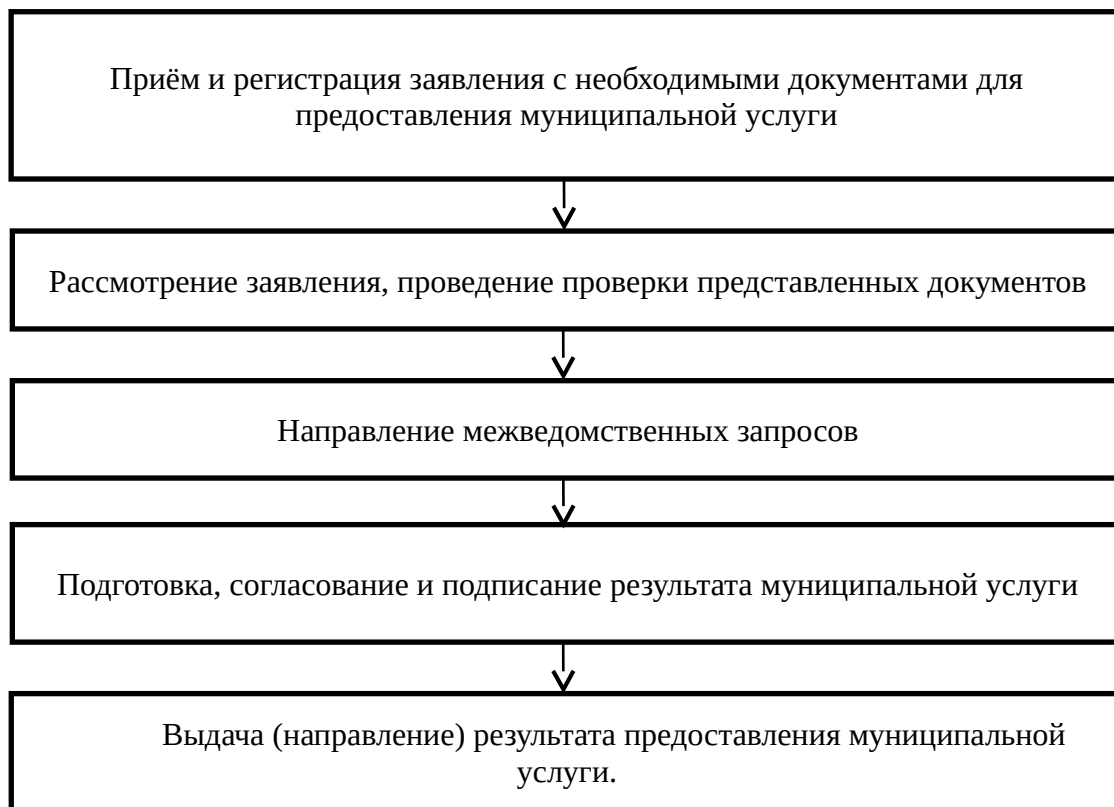 Приём и регистрация заявления с необходимыми документами для
предоставления муниципальной услуги
Рассмотрение заявления, проведение проверки представленных документов
Направление межведомственных запросов
Подготовка, согласование и подписание результата муниципальной услуги
Выдача (направление) результата предоставления муниципальной
услуги.